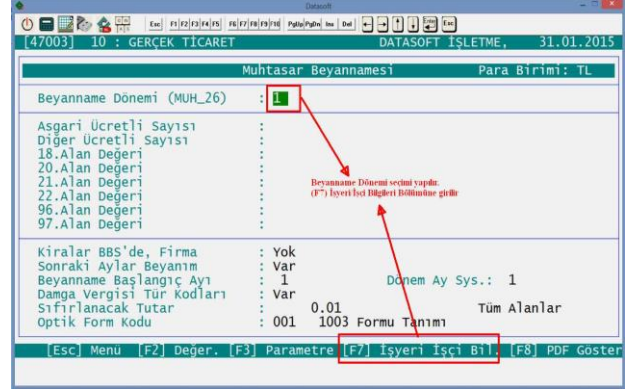 Datasoft
Esc F1 F2 F3 F4 F5 F6 F7 F8 F9 F10 PgUp PgDn Ins Del Enter Esc
[47003] 10 : GERÇEK TİCARET DATASOFT İŞLETME, 31.01.2015
Muhtasar Beyannamesi Para Birimi: TL
Beyanname Dönemi (MUH_26) : 1
Asgari Ücretli Sayısı :
Diğer Ücretli Sayısı :
18.Alan Değeri :
20.Alan Değeri :
21.Alan Değeri :
22.Alan Değeri :
96.Alan Değeri :
97.Alan Değeri :
Beyanname Dönemi seçimi yapılır.
(F7) İşyeri İşçi Bilgileri Bölümüne girilir
Kiralar BBS'de, Firma : Yok
Sonraki Aylar Beyanım : Var
Beyanname Başlangıç Ayı : 1 Dönem Ay Sys.: 1
Damga Vergisi Tür Kodları : Var
Sıfırlanacak Tutar : 0.01 Tüm Alanlar
Optik Form Kodu : 001 1003 Formu Tanımı
[Esc] Menü [F2] Değer. [F3] Parametre [F7] İşyeri İşçi Bil. [F8] PDF Göster